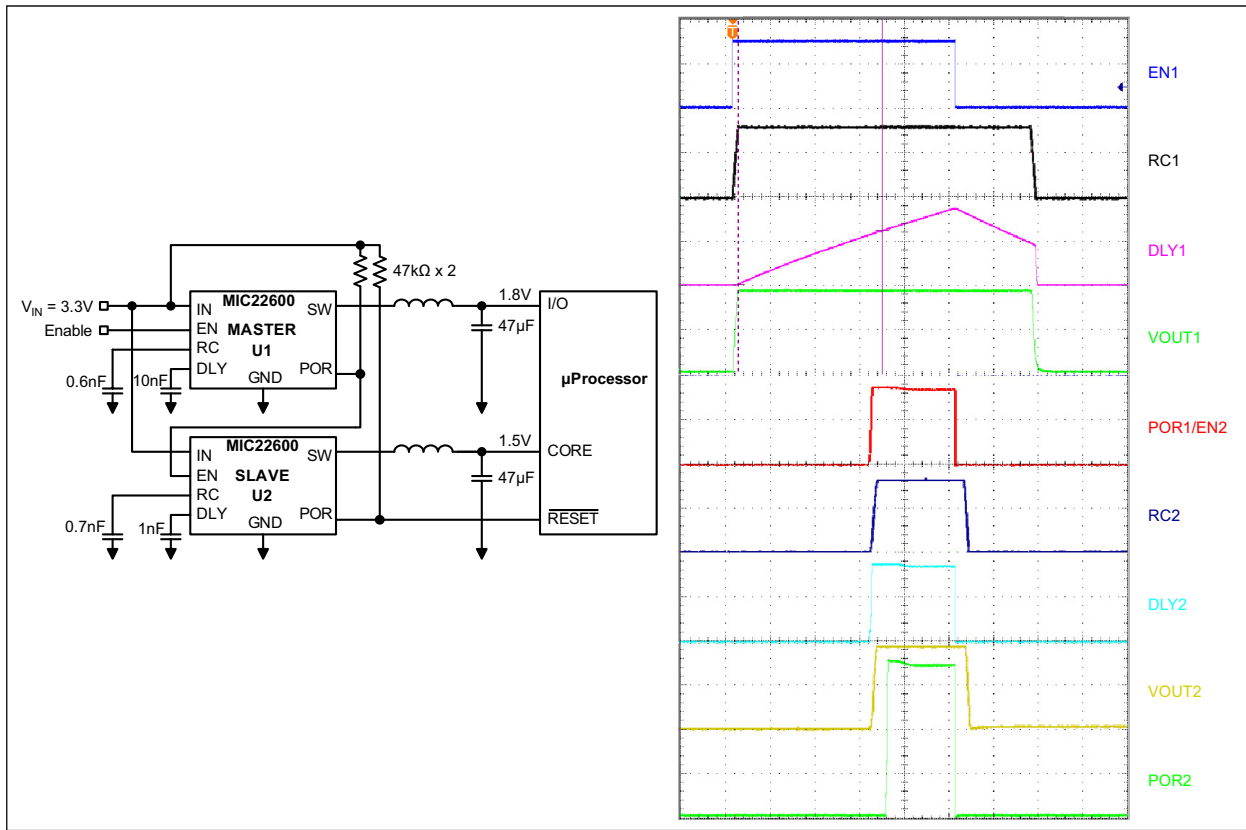 47kΩ x 2
V_IN = 3.3V
Enable
IN
EN
RC
DLY
MIC22600
MASTER
U1
GND
SW
POR
1.8V
47µF
I/O
0.6nF
10nF
µProcessor
IN
EN
RC
DLY
MIC22600
SLAVE
U2
GND
SW
POR
1.5V
47µF
CORE
RESET
0.7nF
1nF
T
EN1
RC1
DLY1
VOUT1
POR1/EN2
RC2
DLY2
VOUT2
POR2